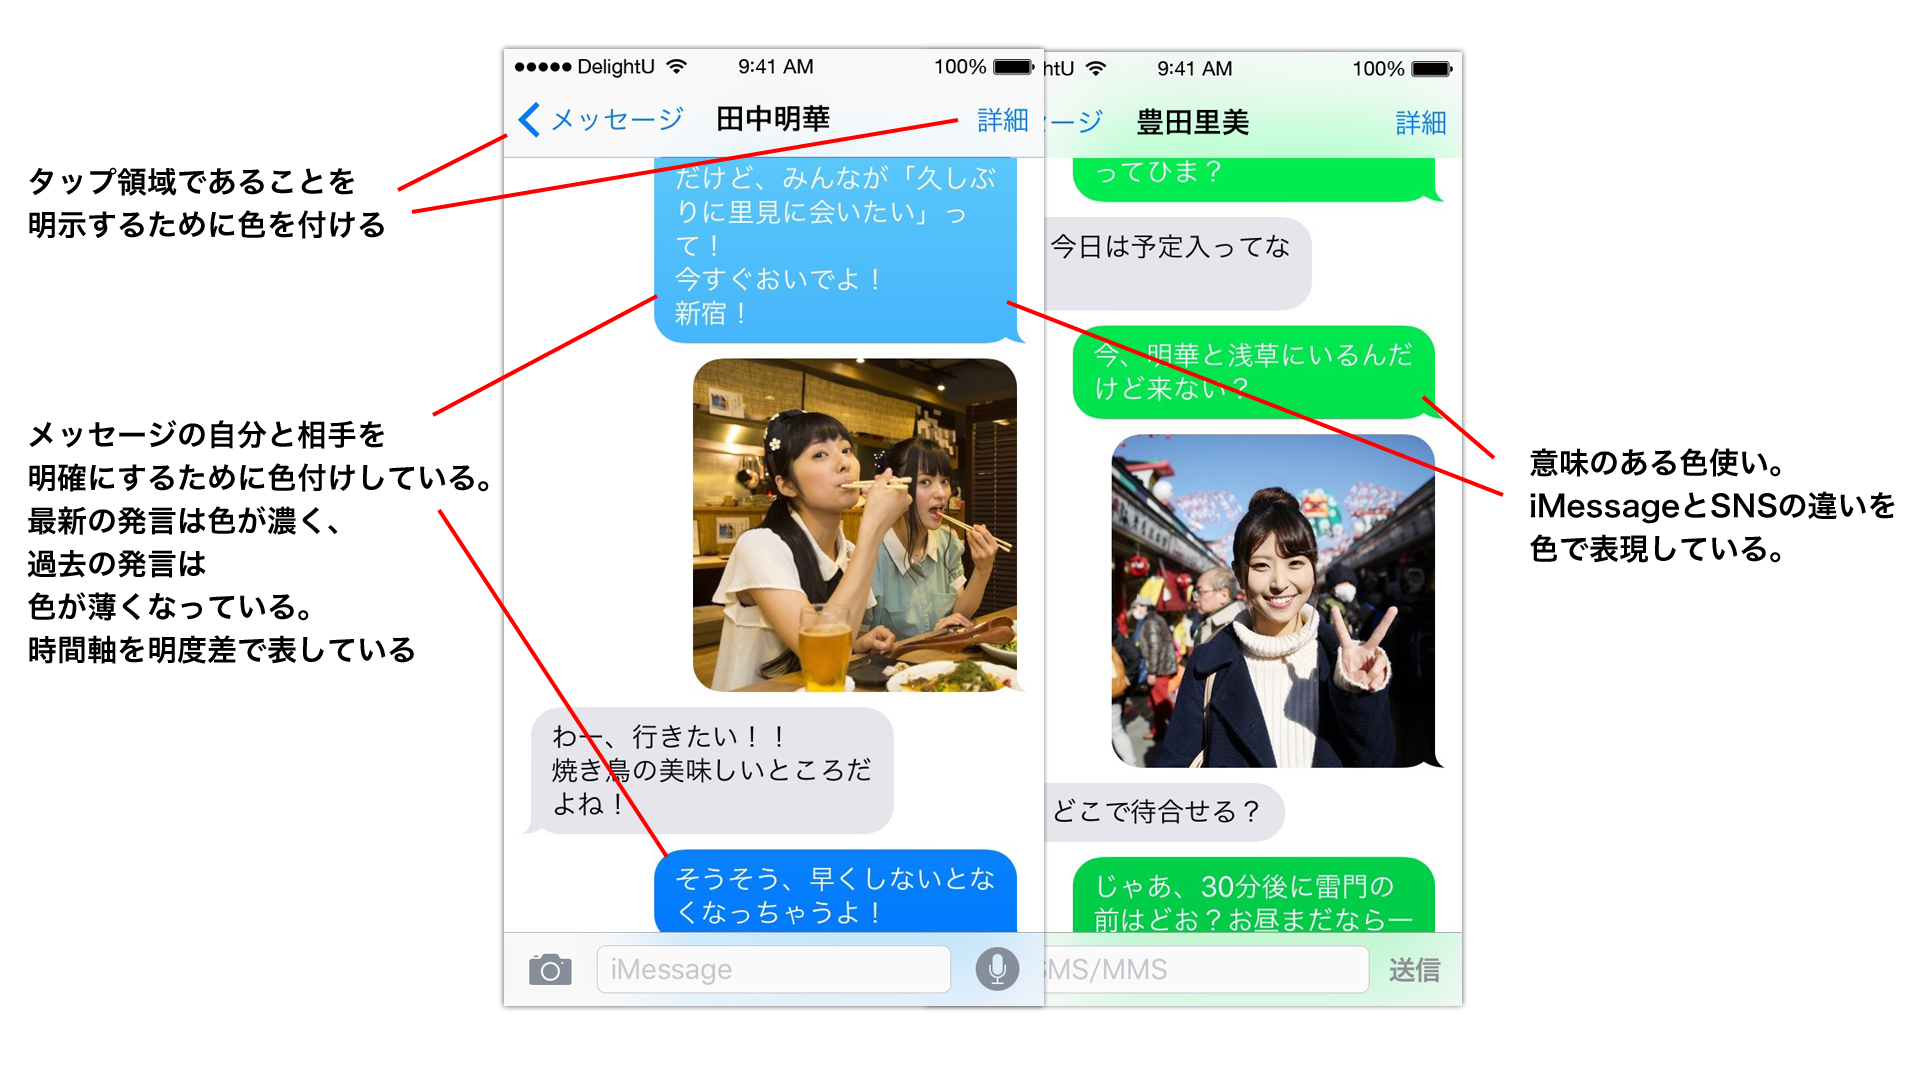 DelightU 9:41 AM 100%
メッセージ 田中明華 詳細
だけど、みんなが「久しぶ
りに里見に会いたい」っ
て！
今すぐおいでよ！
新宿！
わー、行きたい！！
焼き鳥の美味しいところだ
よね！
そうそう、早くしないとな
くなっちゃうよ！
iMessage
htU 9:41 AM 100%
ージ 豊田里美 詳細
ってひま？
今日は予定入ってな
今、明華と浅草にいるんだ
けど来ない？
どこで待合せる？
じゃあ、30分後に雷門の
前はどお？お昼まだなら一
SMS/MMS
送信
タップ領域であることを
明示するために色を付ける
メッセージの自分と相手を
明確にするために色付けしている。
最新の発言は色が濃く、
過去の発言は
色が薄くなっている。
時間軸を明度差で表している
意味のある色使い。
iMessageとSNSの違いを
色で表現している。